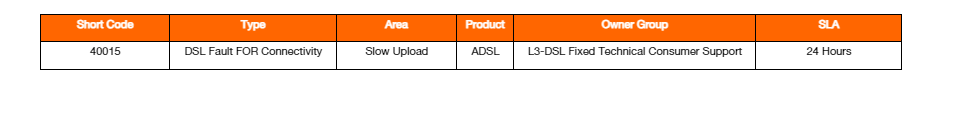 Short Code Type Area Product Owner Group SLA
40015 DSL Fault FOR Connectivity Slow Upload ADSL L3-DSL Fixed Technical Consumer Support 24 Hours